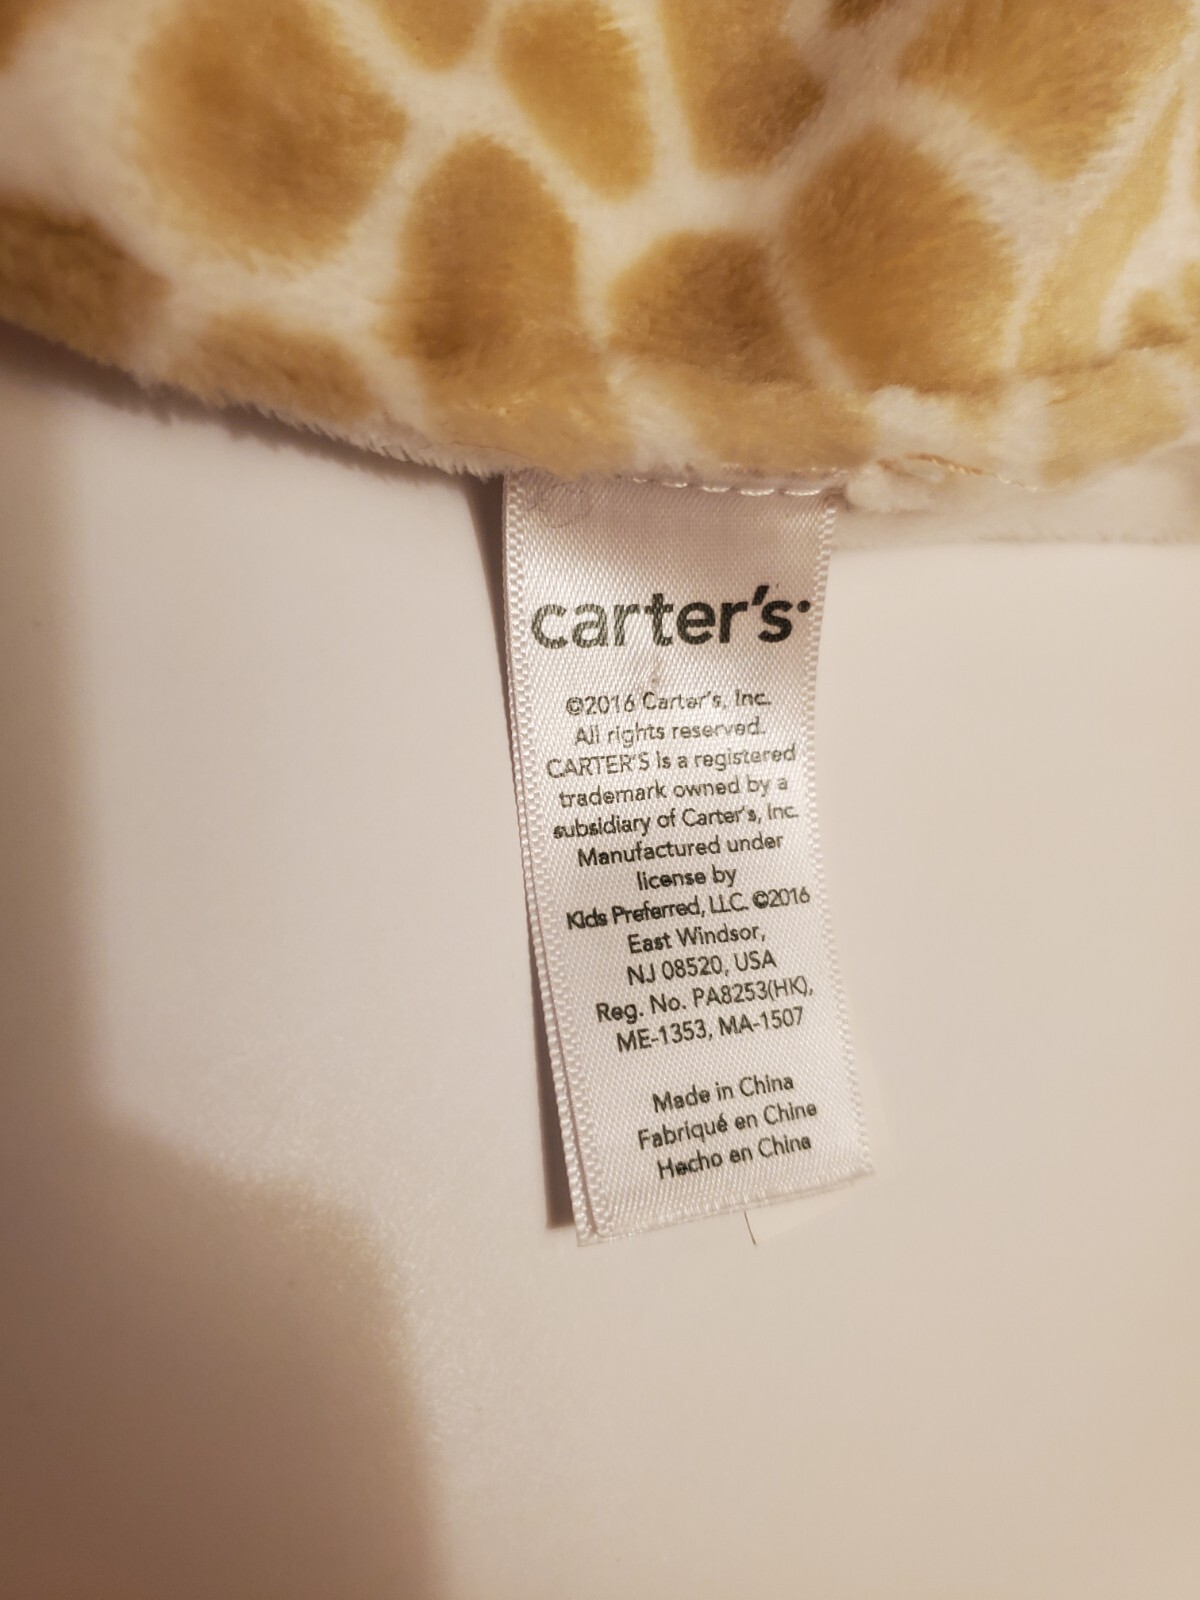 carter's
©2016 Carter's, Inc.
All rights reserved.
CARTER'S is a registered
trademark owned by a
subsidiary of Carter's, Inc.
Manufactured under
license by
Kids Preferred, LLC. ©2016
East Windsor,
NJ 08520, USA
Reg. No. PA8253(HK),
ME-1353, MA-1507
Made in China
Fabriqué en Chine
Hecho en China